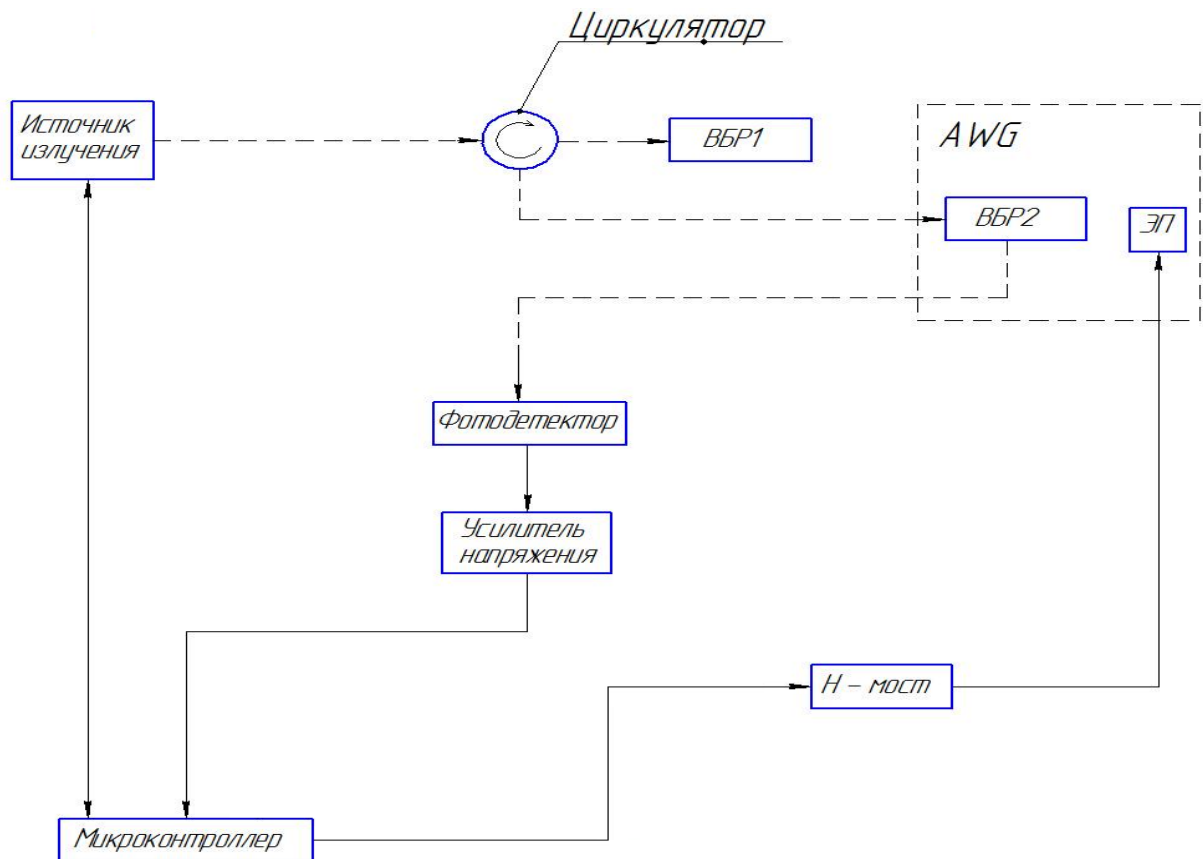 Циркулятор
Источник
излучения
ВБР1
AWG
ВБР2
ЭП
Фотодетектор
Усилитель
напряжения
Н - мост
Микроконтроллер